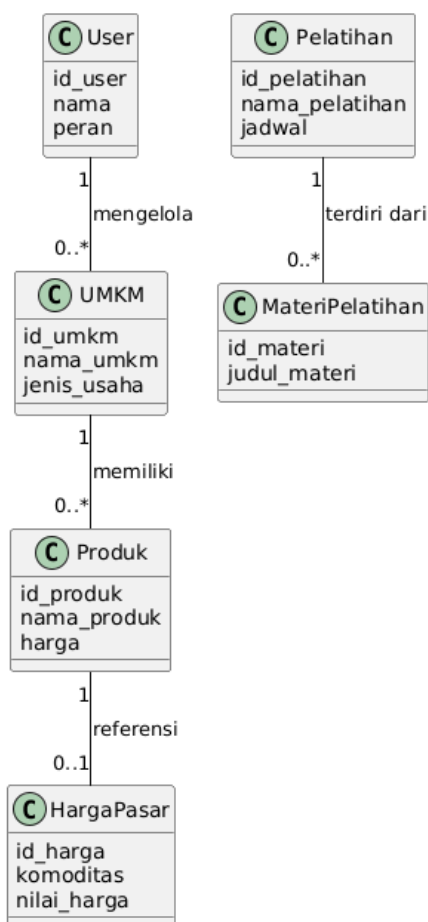 C User
id_user
nama
peran
1
mengelola
0..*
C UMKM
id_umkm
nama_umkm
jenis_usaha
1
memiliki
0..*
C Produk
id_produk
nama_produk
harga
1
referensi
0..1
C HargaPasar
id_harga
komoditas
nilai_harga
C Pelatihan
id_pelatihan
nama_pelatihan
jadwal
1
terdiri dari
0..*
C MateriPelatihan
id_materi
judul_materi